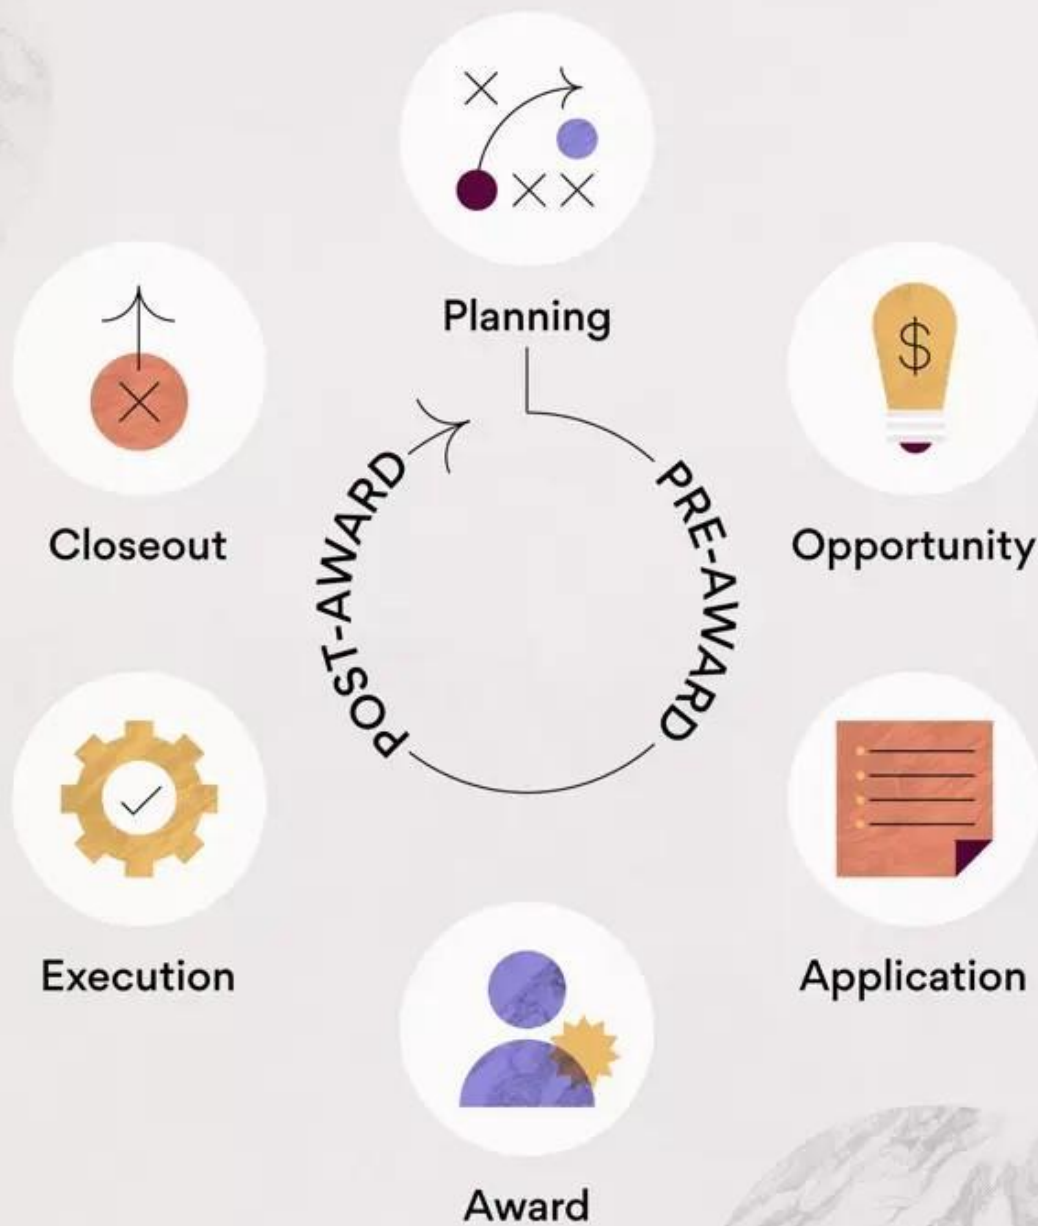 Planning
$
Closeout
Opportunity
POST-AWARD
PRE-AWARD
Execution
Application
Award